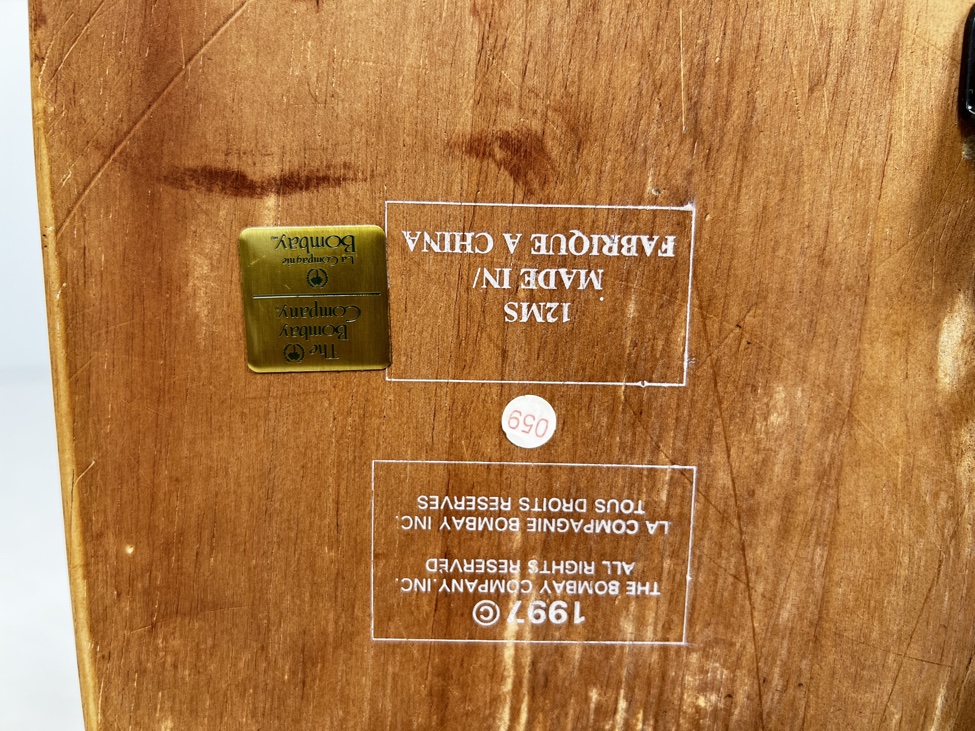 1997 ©
THE BOMBAY COMPANY.INC.
ALL RIGHTS RESERVED
LA COMPAGNIE BOMBAY INC.
TOUS DROITS RESERVES
059
12MS
MADE IN/
FABRIQUE A CHINA
The
Bombay
Company.
La Compagnie
Bombay.